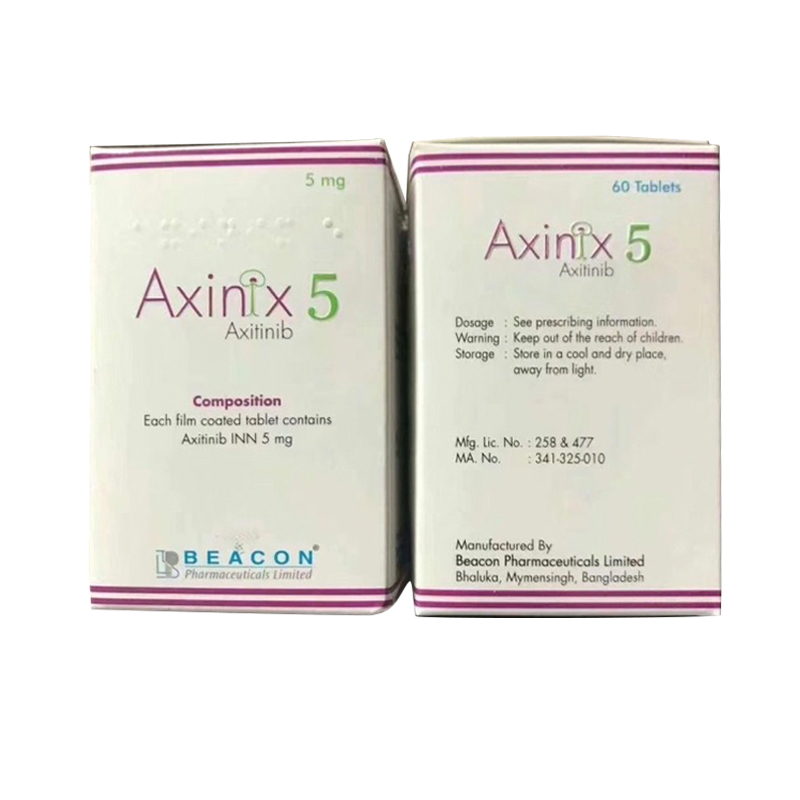 5 mg
Axinix 5
Axitinib
Composition
Each film coated tablet contains
Axitinib INN 5 mg
BEACON®
Pharmaceuticals Limited
60 Tablets
Axinix 5
Axitinib
Dosage : See prescribing information.
Warning : Keep out of the reach of children.
Storage : Store in a cool and dry place,
away from light.
Mfg. Lic. No. : 258 & 477
MA. No. : 341-325-010
Manufactured By
Beacon Pharmaceuticals Limited
Bhaluka, Mymensingh, Bangladesh